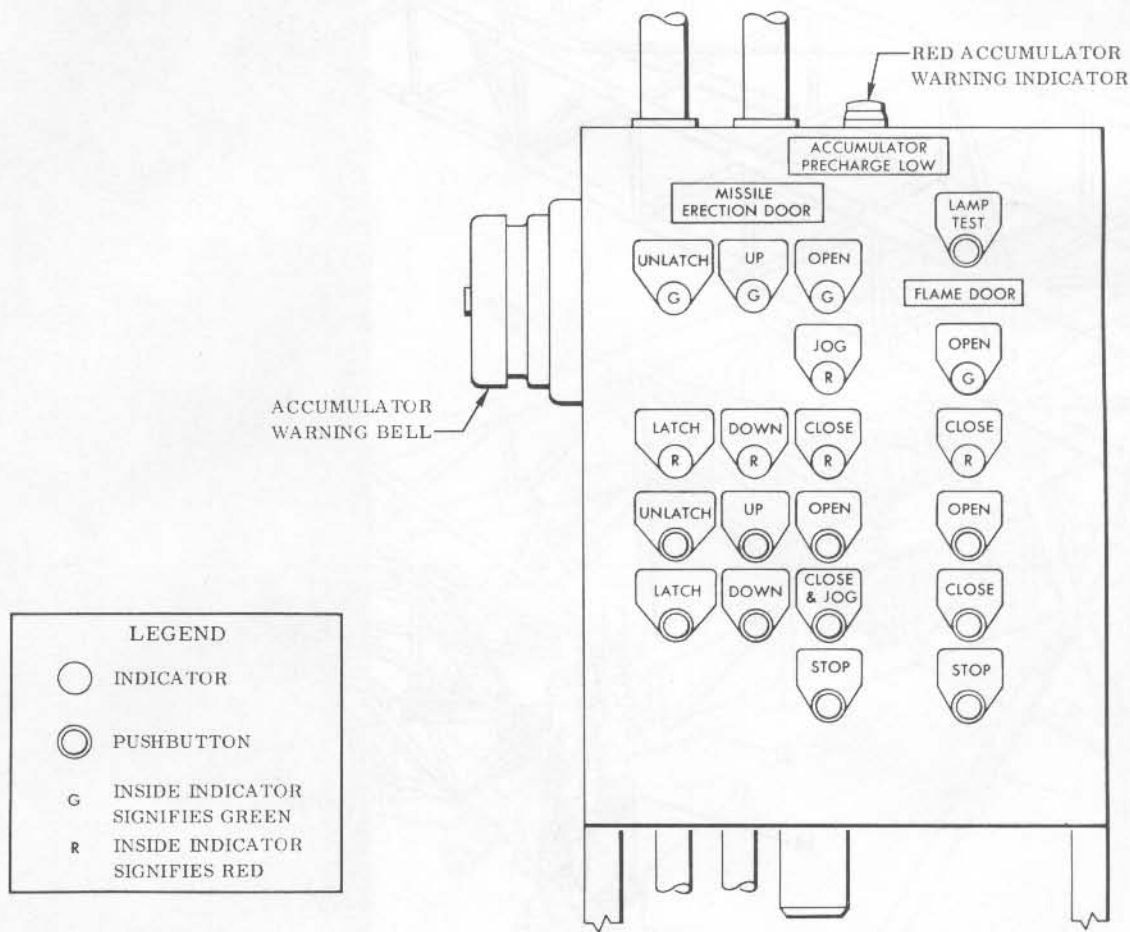 RED ACCUMULATOR
WARNING INDICATOR
ACCUMULATOR
PRECHARGE LOW
MISSILE
ERECTION DOOR
LAMP
TEST
UNLATCH
G
UP
G
OPEN
G
FLAME DOOR
JOG
R
OPEN
G
ACCUMULATOR
WARNING BELL
LATCH
R
DOWN
R
CLOSE
R
CLOSE
R
UNLATCH
UP
OPEN
OPEN
LATCH
DOWN
CLOSE
& JOG
CLOSE
STOP
STOP
LEGEND
INDICATOR
PUSHBUTTON
G INSIDE INDICATOR
SIGNIFIES GREEN
R INSIDE INDICATOR
SIGNIFIES RED